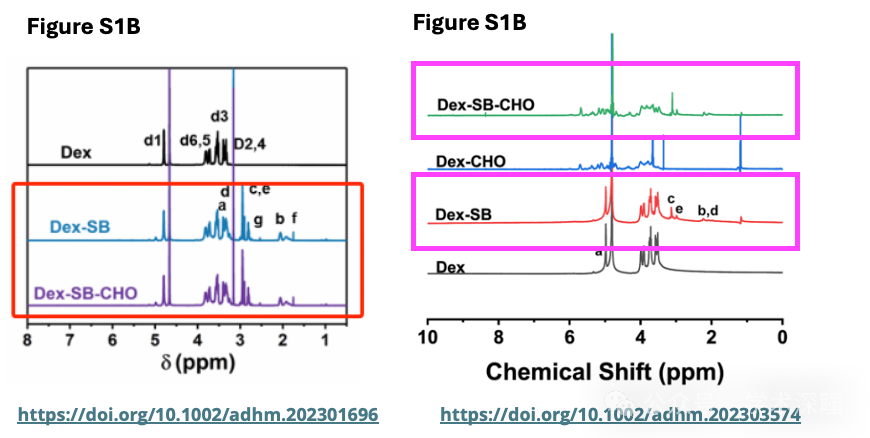 Figure S1B
d1
d6,5
d3
D2,4
Dex
d
a
c,e
g
b
f
Dex-SB
Dex-SB-CHO
8
7
6
5
4
3
2
1
δ (ppm)
https://doi.org/10.1002/adhm.202301696
Figure S1B
Dex-SB-CHO
Dex-CHO
Dex-SB
c
e
b,d
a
Dex
10
8
6
4
2
0
Chemical Shift (ppm)
https://doi.org/10.1002/adhm.202303574